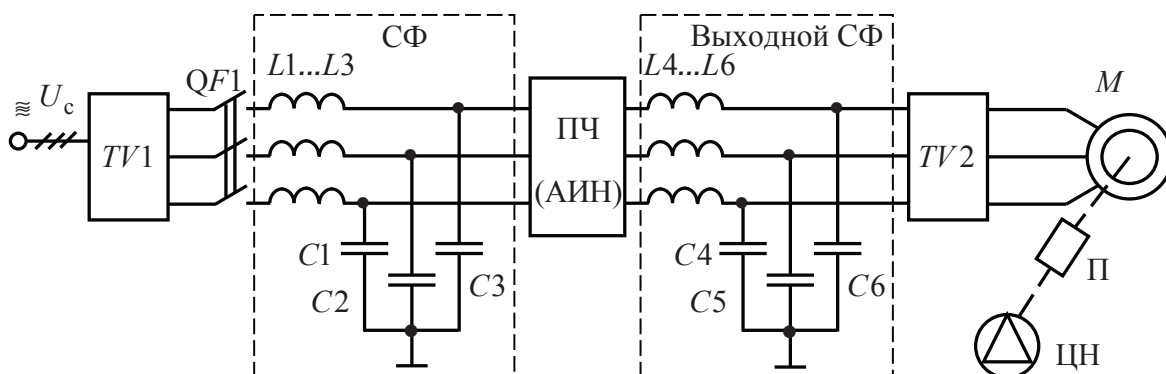 СФ
Выходной СФ
QF1
L1...L3
L4...L6
M
≋ Uс
TV1
ПЧ
(АИН)
TV2
C1
C2
C3
C4
C5
C6
П
ЦН